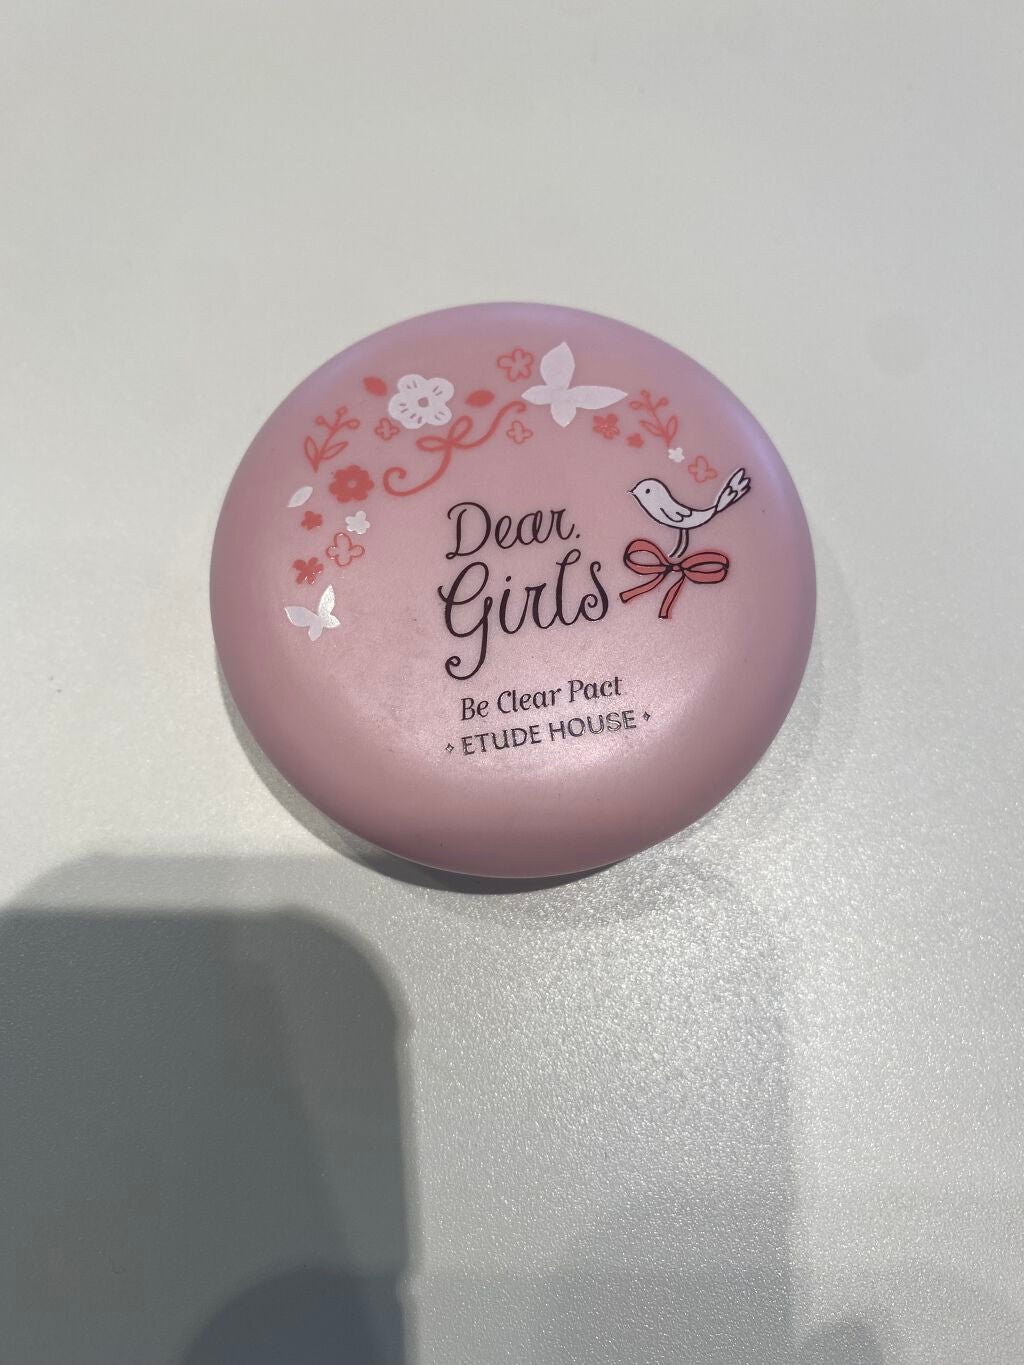 Dear.
Girls
Be Clear Pact
ETUDE HOUSE